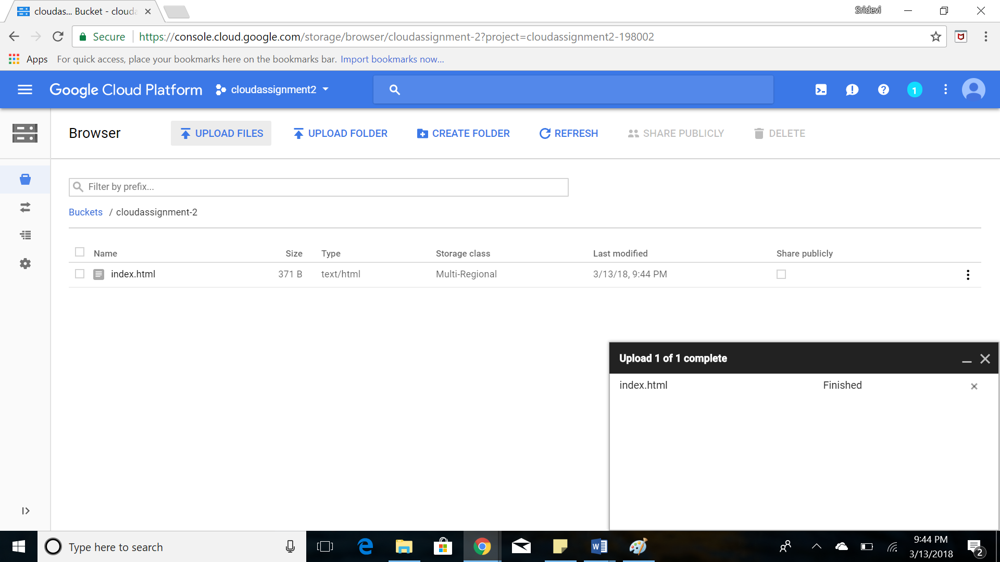 cloudas... Bucket - clouda
Sridevi
Secure https://console.cloud.google.com/storage/browser/cloudassignment-2?project=cloudassignment2-198002
Apps For quick access, place your bookmarks here on the bookmarks bar. Import bookmarks now...
Google Cloud Platform cloudassignment2 1
Browser UPLOAD FILES UPLOAD FOLDER CREATE FOLDER REFRESH SHARE PUBLICLY DELETE
Filter by prefix...
Buckets / cloudassignment-2
Name Size Type Storage class Last modified Share publicly
index.html 371 B text/html Multi-Regional 3/13/18, 9:44 PM
Upload 1 of 1 complete
index.html Finished
Type here to search
9:44 PM
3/13/2018
2